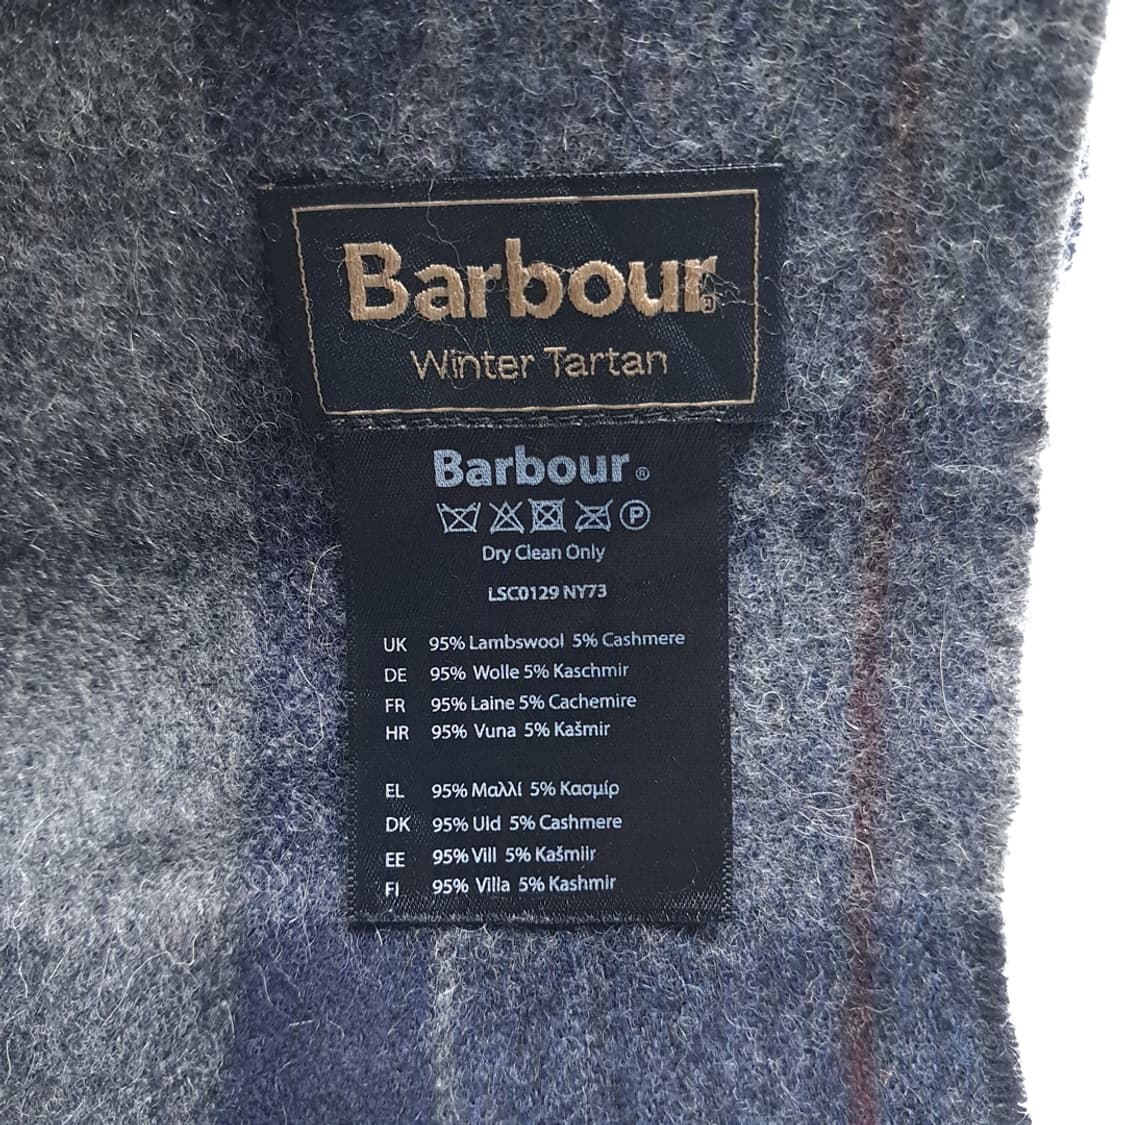 Barbour®
Winter Tartan
Barbour®
P
Dry Clean Only
LSC0129 NY73
UK 95% Lambswool 5% Cashmere
DE 95% Wolle 5% Kaschmir
FR 95% Laine 5% Cachemire
HR 95% Vuna 5% Kašmir
EL 95% Μαλλί 5% Κασμίρ
DK 95% Uld 5% Cashmere
EE 95% Vill 5% Kašmiir
FI 95% Villa 5% Kashmir